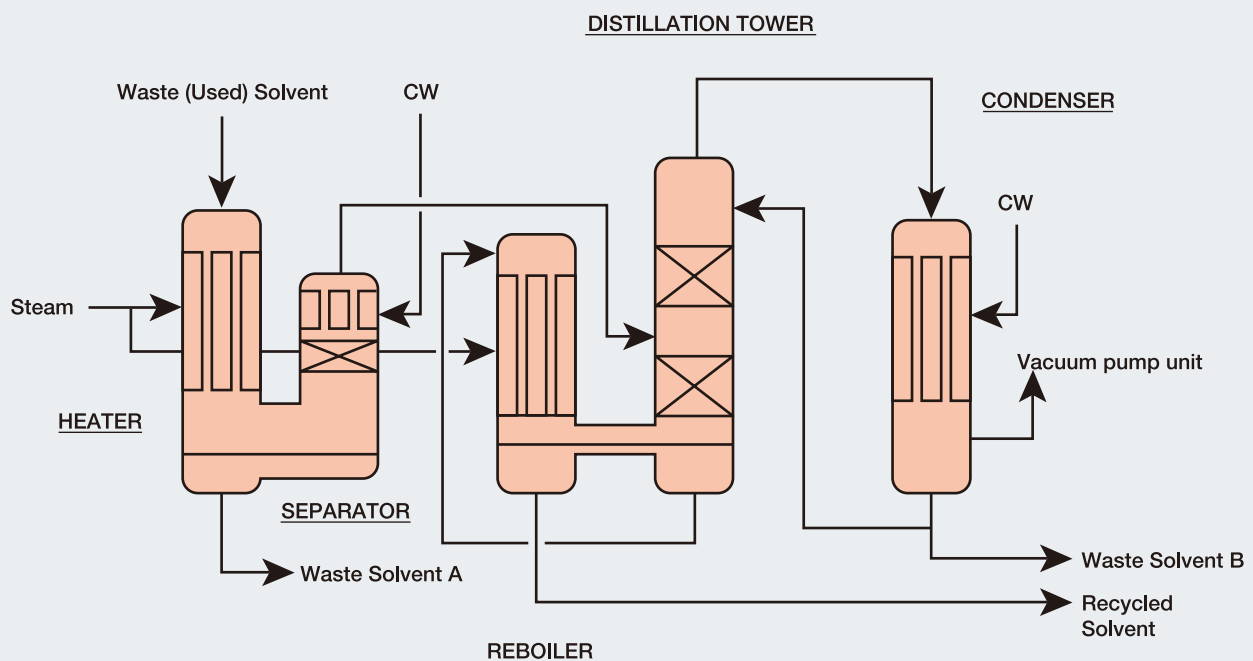 DISTILLATION TOWER
Waste (Used) Solvent
CW
CONDENSER
CW
Steam
Vacuum pump unit
HEATER
SEPARATOR
Waste Solvent A
Waste Solvent B
Recycled
Solvent
REBOILER